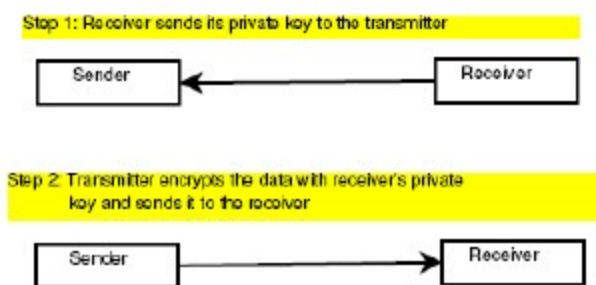 Step 1: Receiver sends its private key to the transmitter
Sender
Receiver
Step 2: Transmitter encrypts the data with receiver's private
key and sends it to the receiver
Sender
Receiver